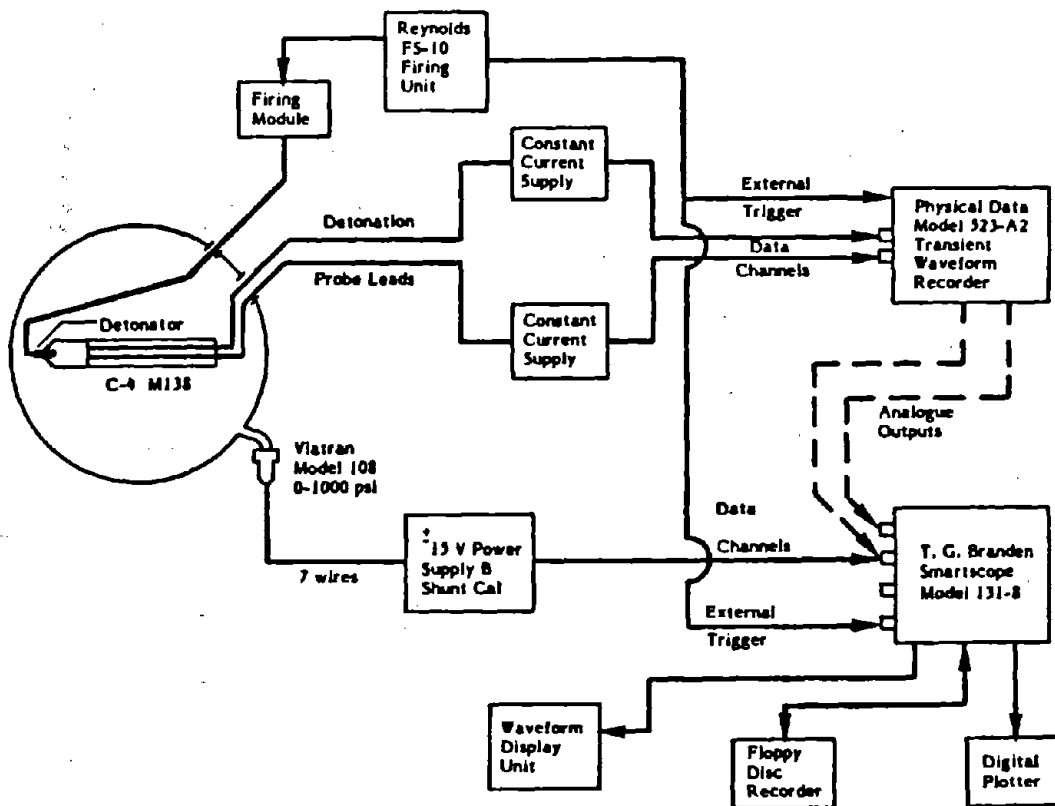 Reynolds
FS-10
Firing
Unit
Firing
Module
Constant
Current
Supply
External
Trigger
Physical Data
Model 523-A2
Transient
Waveform
Recorder
Detonation
Data
Channels
Probe Leads
Detonator
Constant
Current
Supply
C-4 M138
Analogue
Outputs
Viatran
Model 108
0-1000 psi
Data
Channels
± 15 V Power
Supply B
Shunt Cal
7 wires
T. G. Branden
Smartscope
Model 131-8
External
Trigger
Waveform
Display
Unit
Floppy
Disc
Recorder
Digital
Plotter